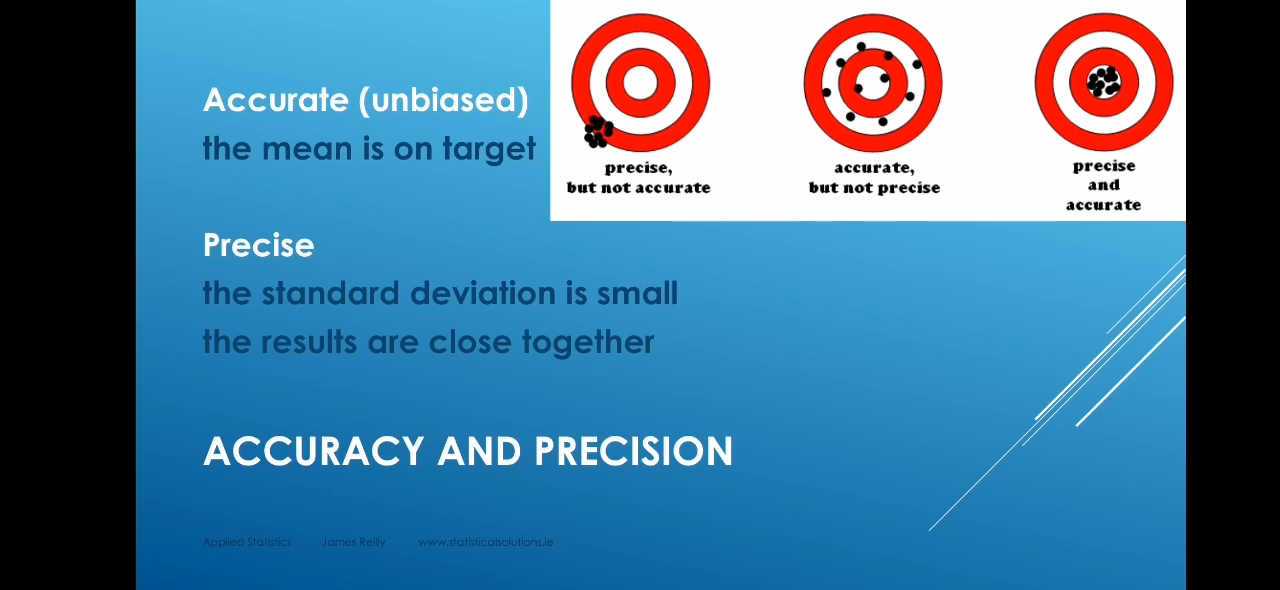 Accurate (unbiased)
the mean is on target
precise,
but not accurate
accurate,
but not precise
precise
and
accurate
Precise
the standard deviation is small
the results are close together
ACCURACY AND PRECISION
Applied Statistics James Reilly www.statisticalsolutions.ie